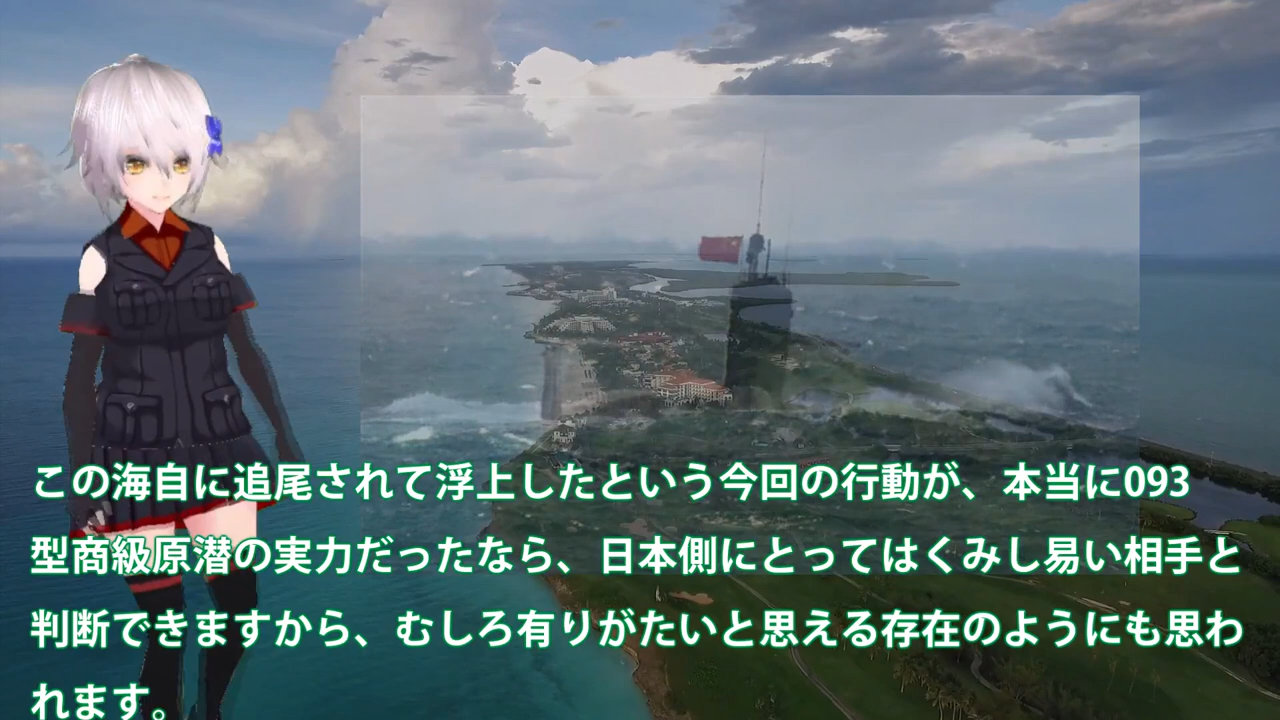 この海自に追尾されて浮上したという今回の行動が、本当に093
型商級原潜の実力だったなら、日本側にとってはくみし易い相手と
判断できますから、むしろ有りがたいと思える存在のようにも思わ
れます。